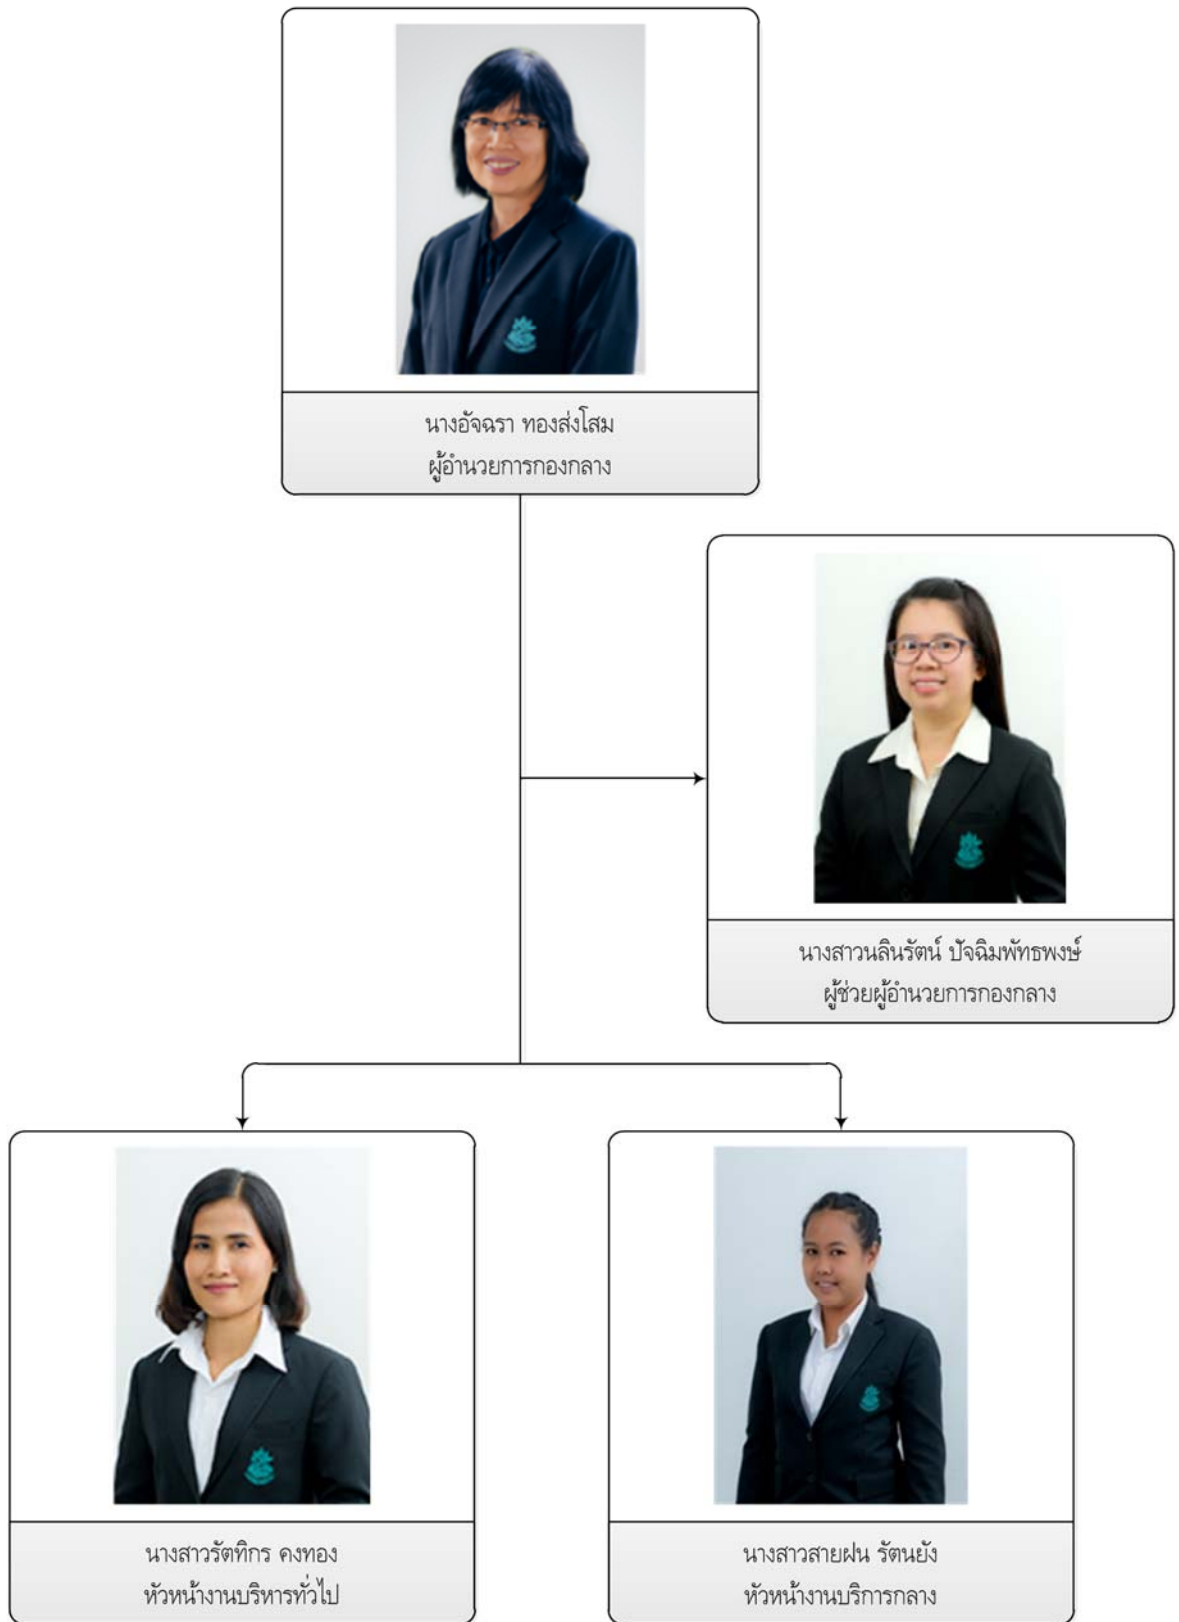 นางอัจฉรา ทองส่งโสม
ผู้อำนวยการกองกลาง
นางสาวนลินรัตน์ ปัจฉิมพัทธพงษ์
ผู้ช่วยผู้อำนวยการกองกลาง
นางสาวรัตทิกร คงทอง
หัวหน้างานบริหารทั่วไป
นางสาวสายฝน รัตนยัง
หัวหน้างานบริการกลาง